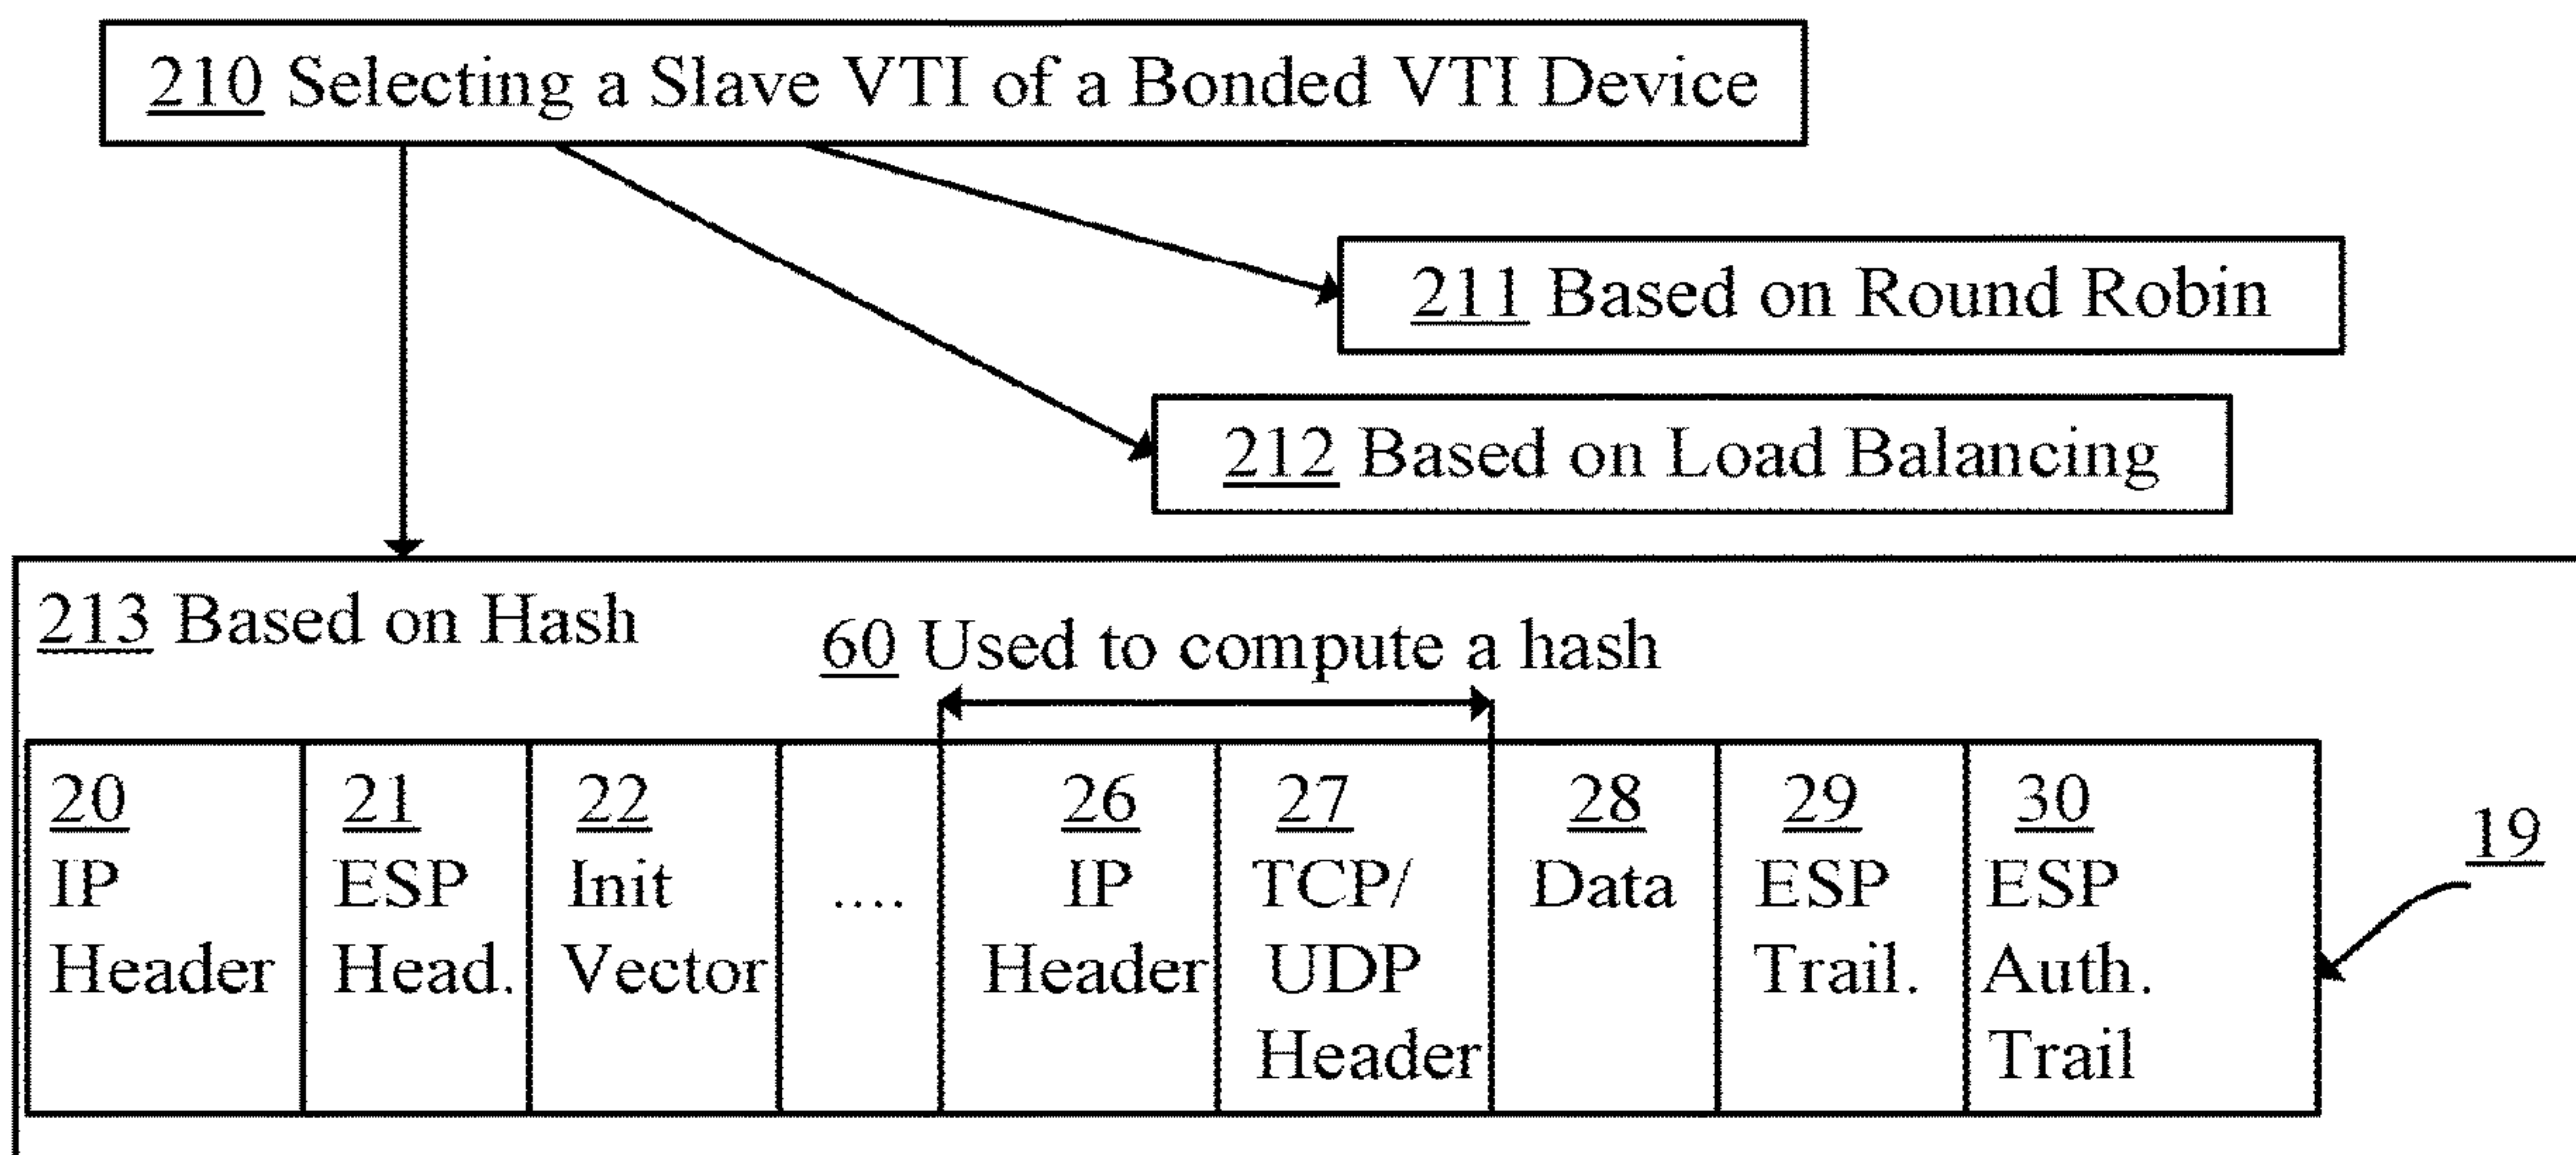 210 Selecting a Slave VTI of a Bonded VTI Device
211 Based on Round Robin
212 Based on Load Balancing
213 Based on Hash
60 Used to compute a hash
20
IP
Header
21
ESP
Head.
22
Init
Vector
....
26
IP
Header
27
TCP/
UDP
Header
28
Data
29
ESP
Trail.
30
ESP
Auth.
Trail
19